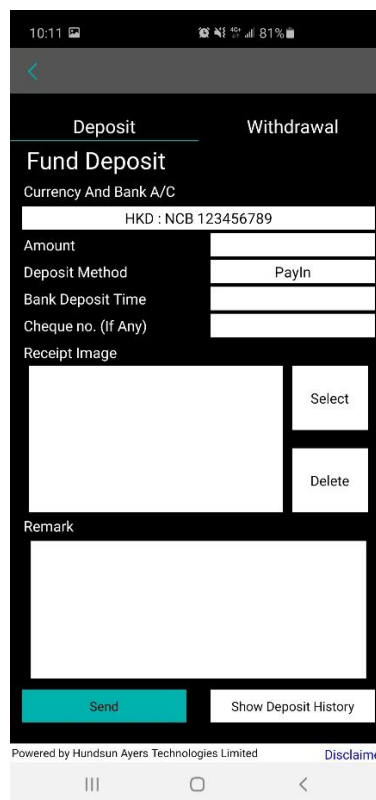 10:11 4G+ 81%
Deposit Withdrawal
Fund Deposit
Currency And Bank A/C
HKD : NCB 123456789
Amount
Deposit Method PayIn
Bank Deposit Time
Cheque no. (If Any)
Receipt Image
Select
Delete
Remark
Send Show Deposit History
Powered by Hundsun Ayers Technologies Limited Disclaime